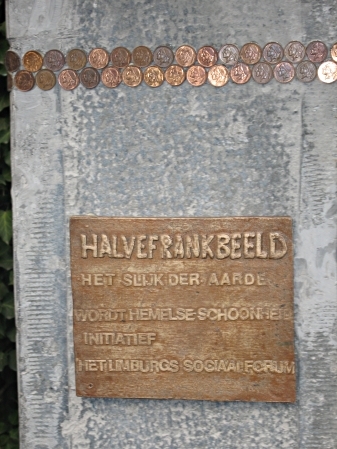 HALVEFRANKBEELD
HET SLIJK DER AARDE
WORDT HEMELSE SCHOONHEID
INITIATIEF
HET LIMBURGS SOCIAAL FORUM